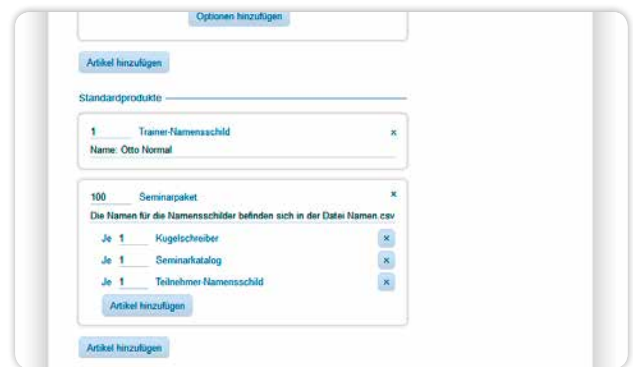 Optionen hinzufügen
Artikel hinzufügen
Standardprodukte
1 Trainer-Namensschild ×
Name: Otto Normal
100 Seminarpaket ×
Die Namen für die Namensschilder befinden sich in der Datei Namen.csv
Je 1 Kugelschreiber ×
Je 1 Seminarkatalog ×
Je 1 Teilnehmer-Namensschild ×
Artikel hinzufügen
Artikel hinzufügen